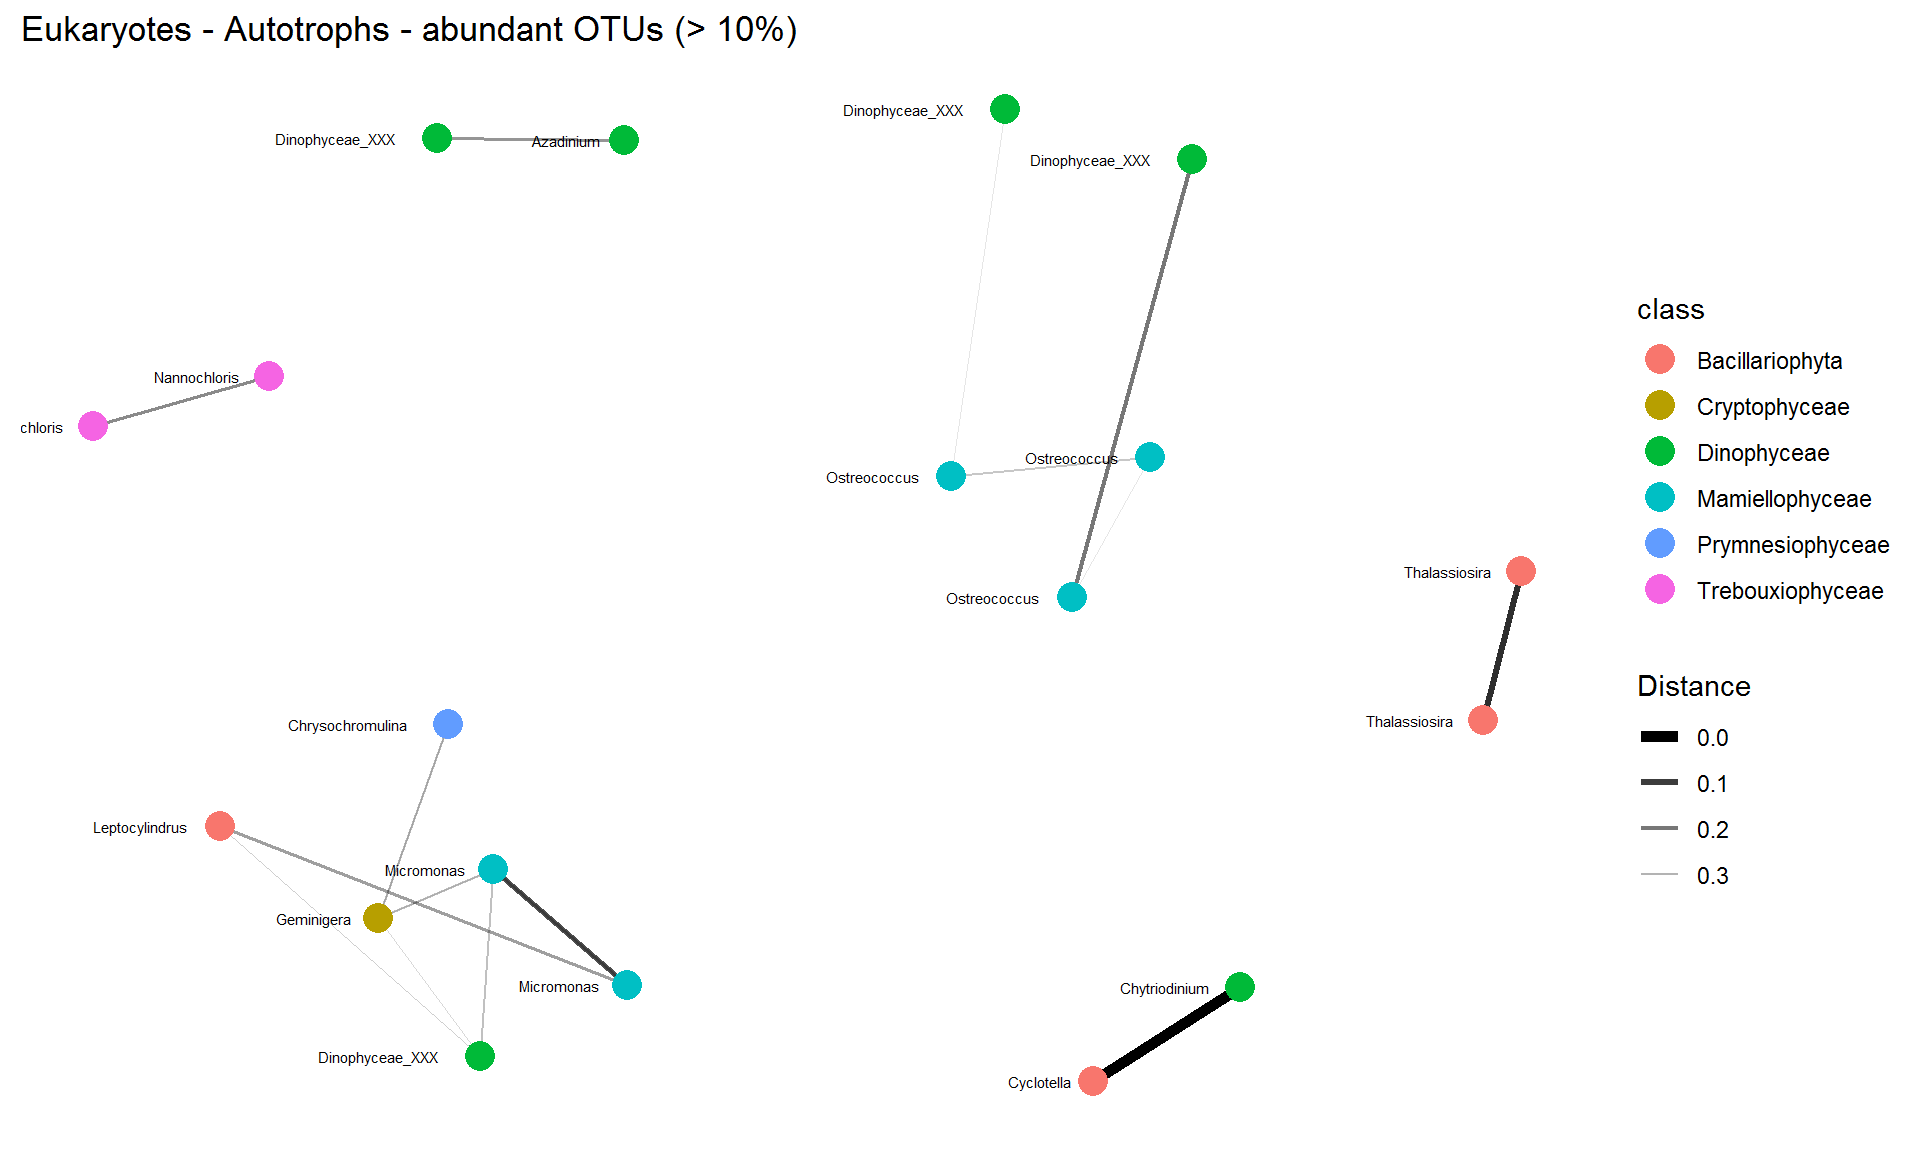 Eukaryotes - Autotrophs - abundant OTUs (> 10%)
Dinophyceae_XXX
Dinophyceae_XXX
Azadinium
Dinophyceae_XXX
Nannochloris
chloris
Ostreococcus
Ostreococcus
Ostreococcus
Thalassiosira
Thalassiosira
Chrysochromulina
Leptocylindrus
Micromonas
Geminigera
Micromonas
Dinophyceae_XXX
Chytriodinium
Cyclotella
class
Bacillariophyta
Cryptophyceae
Dinophyceae
Mamiellophyceae
Prymnesiophyceae
Trebouxiophyceae
Distance
0.0
0.1
0.2
0.3